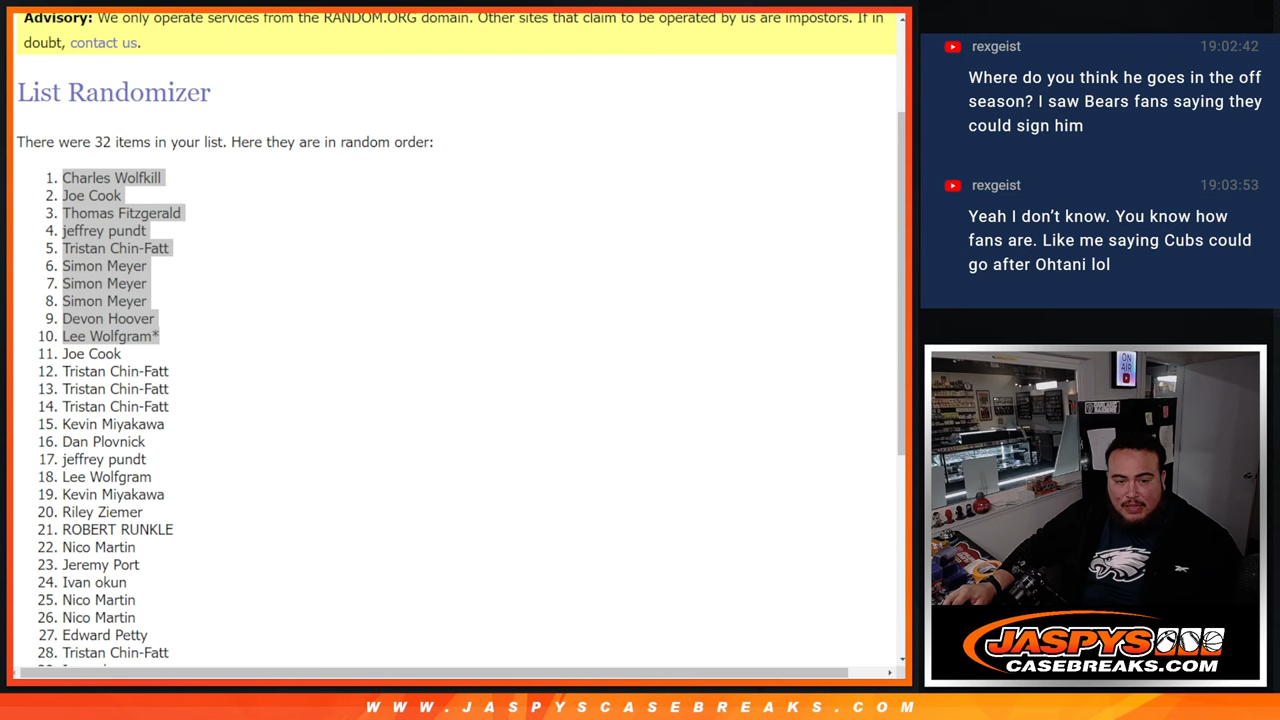 Advisory: We only operate services from the RANDOM.ORG domain. Other sites that claim to be operated by us are impostors. If in
doubt, contact us.
List Randomizer
There were 32 items in your list. Here they are in random order:
1. Charles Wolfkill
2. Joe Cook
3. Thomas Fitzgerald
4. jeffrey pundt
5. Tristan Chin-Fatt
6. Simon Meyer
7. Simon Meyer
8. Simon Meyer
9. Devon Hoover
10. Lee Wolfgram*
11. Joe Cook
12. Tristan Chin-Fatt
13. Tristan Chin-Fatt
14. Tristan Chin-Fatt
15. Kevin Miyakawa
16. Dan Plovnick
17. jeffrey pundt
18. Lee Wolfgram
19. Kevin Miyakawa
20. Riley Ziemer
21. ROBERT RUNKLE
22. Nico Martin
23. Jeremy Port
24. Ivan okun
25. Nico Martin
26. Nico Martin
27. Edward Petty
28. Tristan Chin-Fatt
rexgeist 19:02:42
Where do you think he goes in the off
season? I saw Bears fans saying they
could sign him
rexgeist 19:03:53
Yeah I don’t know. You know how
fans are. Like me saying Cubs could
go after Ohtani lol
ON
AIR
JASPYS
CASEBREAKS.COM
WWW.JASPYSCASEBREAKS.COM